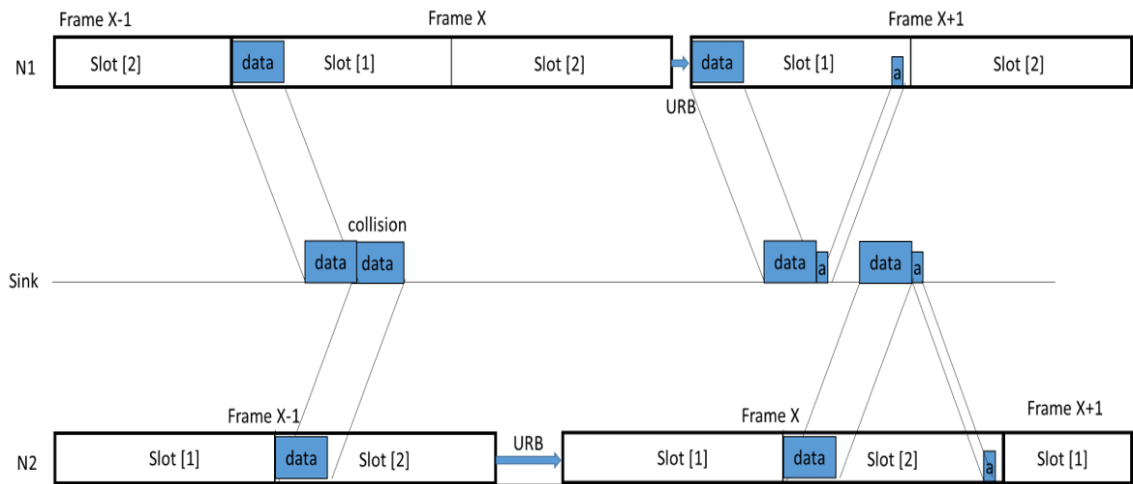 Frame X-1 Frame X Frame X+1
N1 Slot [2] data Slot [1] Slot [2] data Slot [1] a Slot [2]
URB
collision
Sink data data data a data a
Frame X-1 Frame X Frame X+1
N2 Slot [1] data Slot [2] URB Slot [1] data Slot [2] a Slot [1]